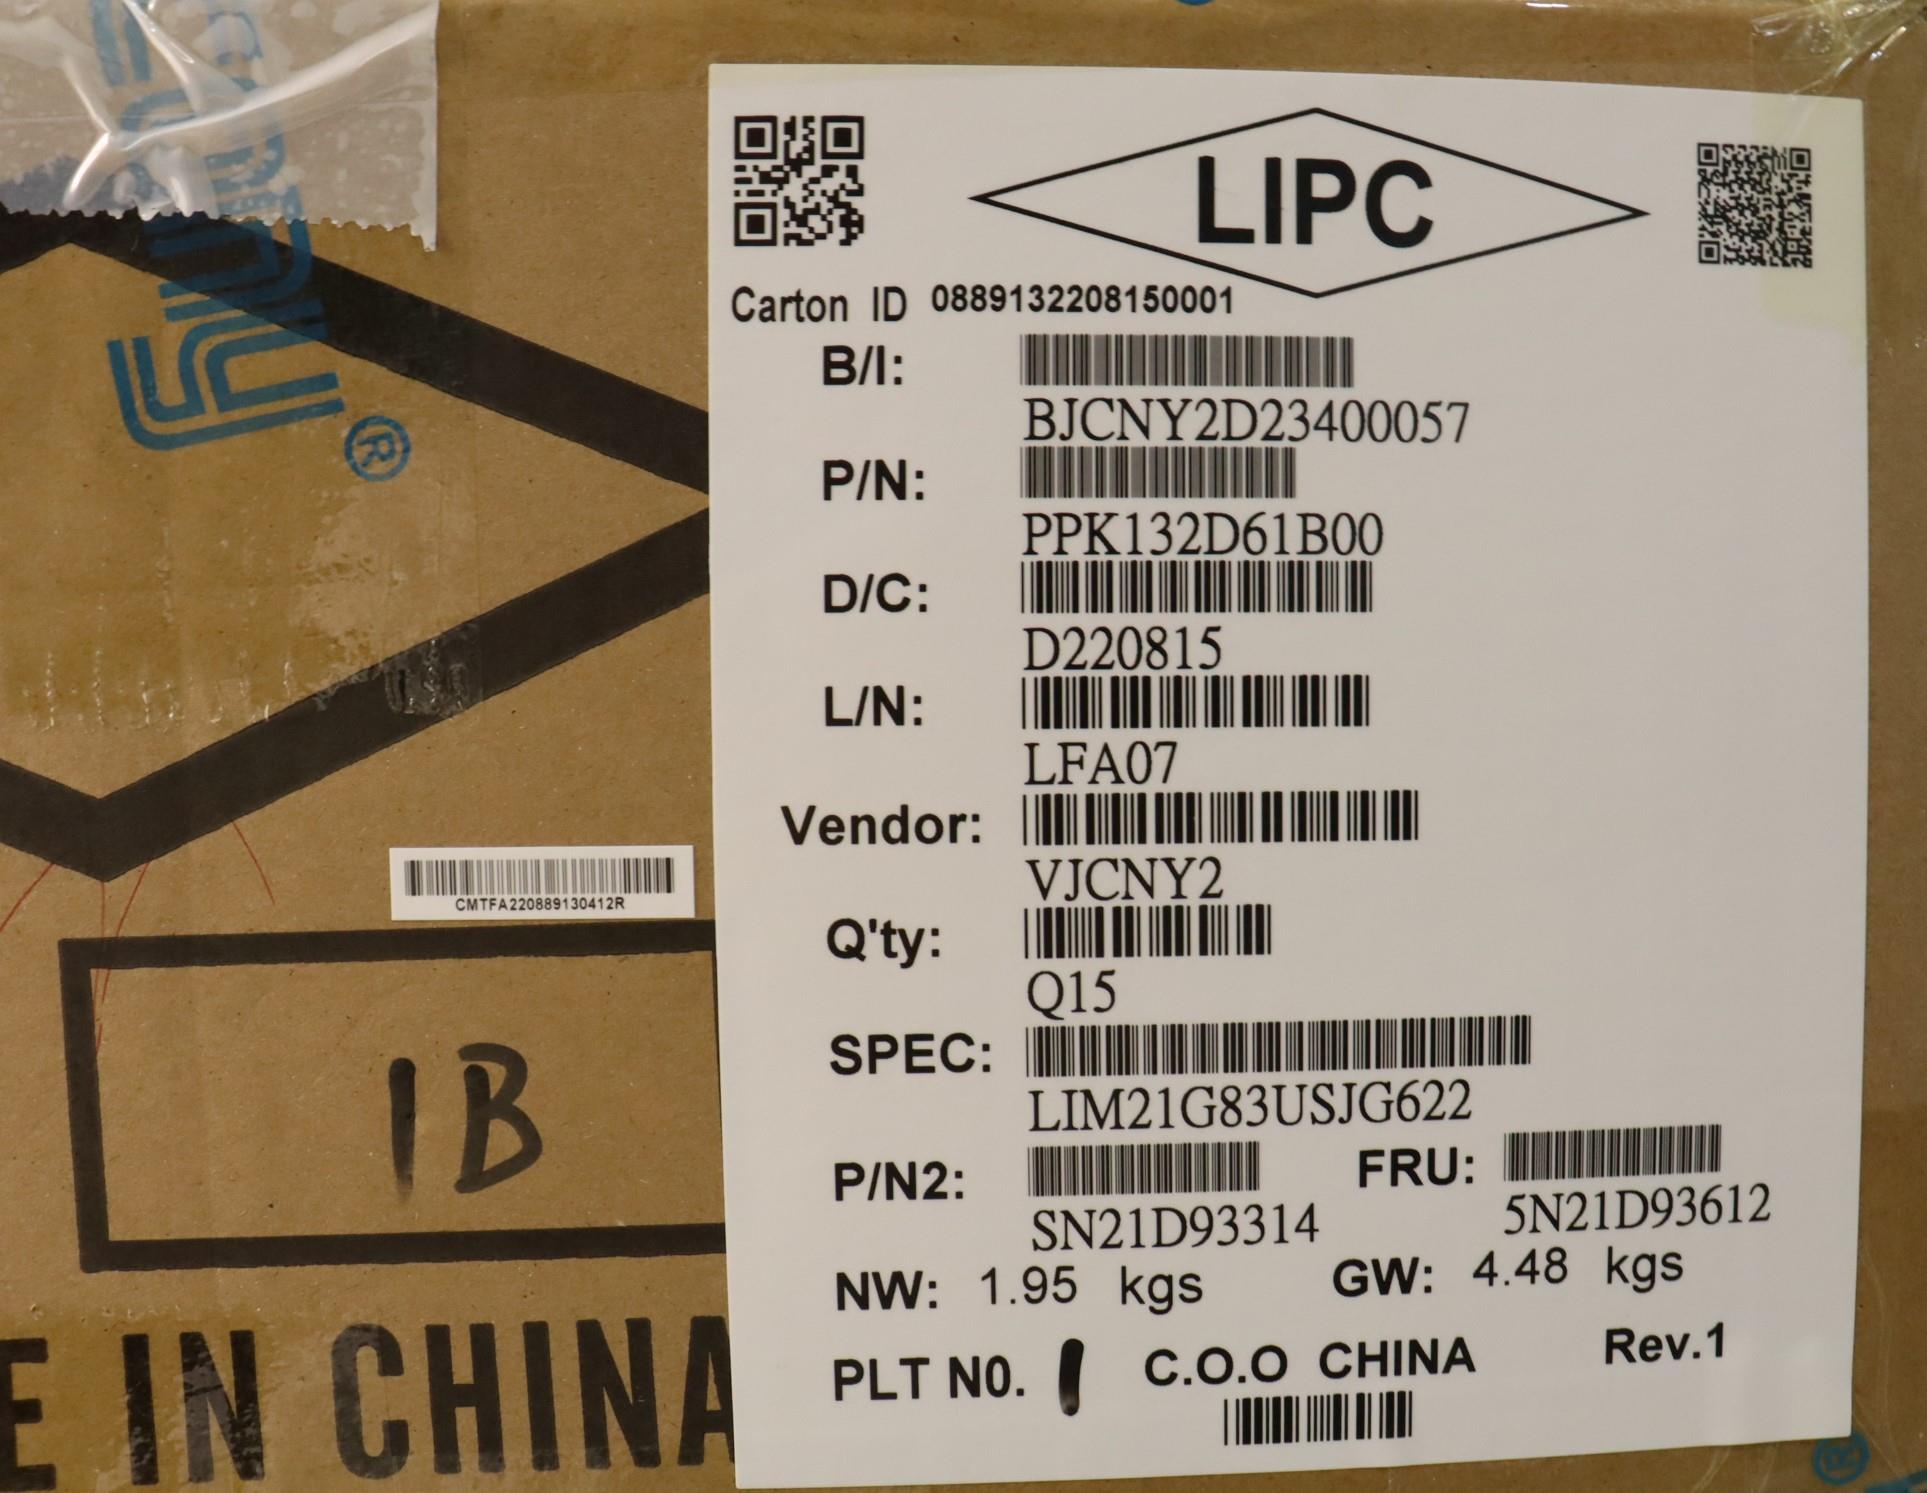 LIPC
Carton ID 0889132208150001
B/I:
BJCNY2D23400057
P/N:
PPK132D61B00
D/C:
D220815
L/N:
LFA07
Vendor:
VJCNY2
Q'ty:
Q15
SPEC:
LIM21G83USJG622
P/N2:
SN21D93314
FRU:
5N21D93612
NW: 1.95 kgs GW: 4.48 kgs
PLT N0. 1 C.O.O CHINA Rev.1
CMTFA220889130412R
1B
E IN CHINA
®